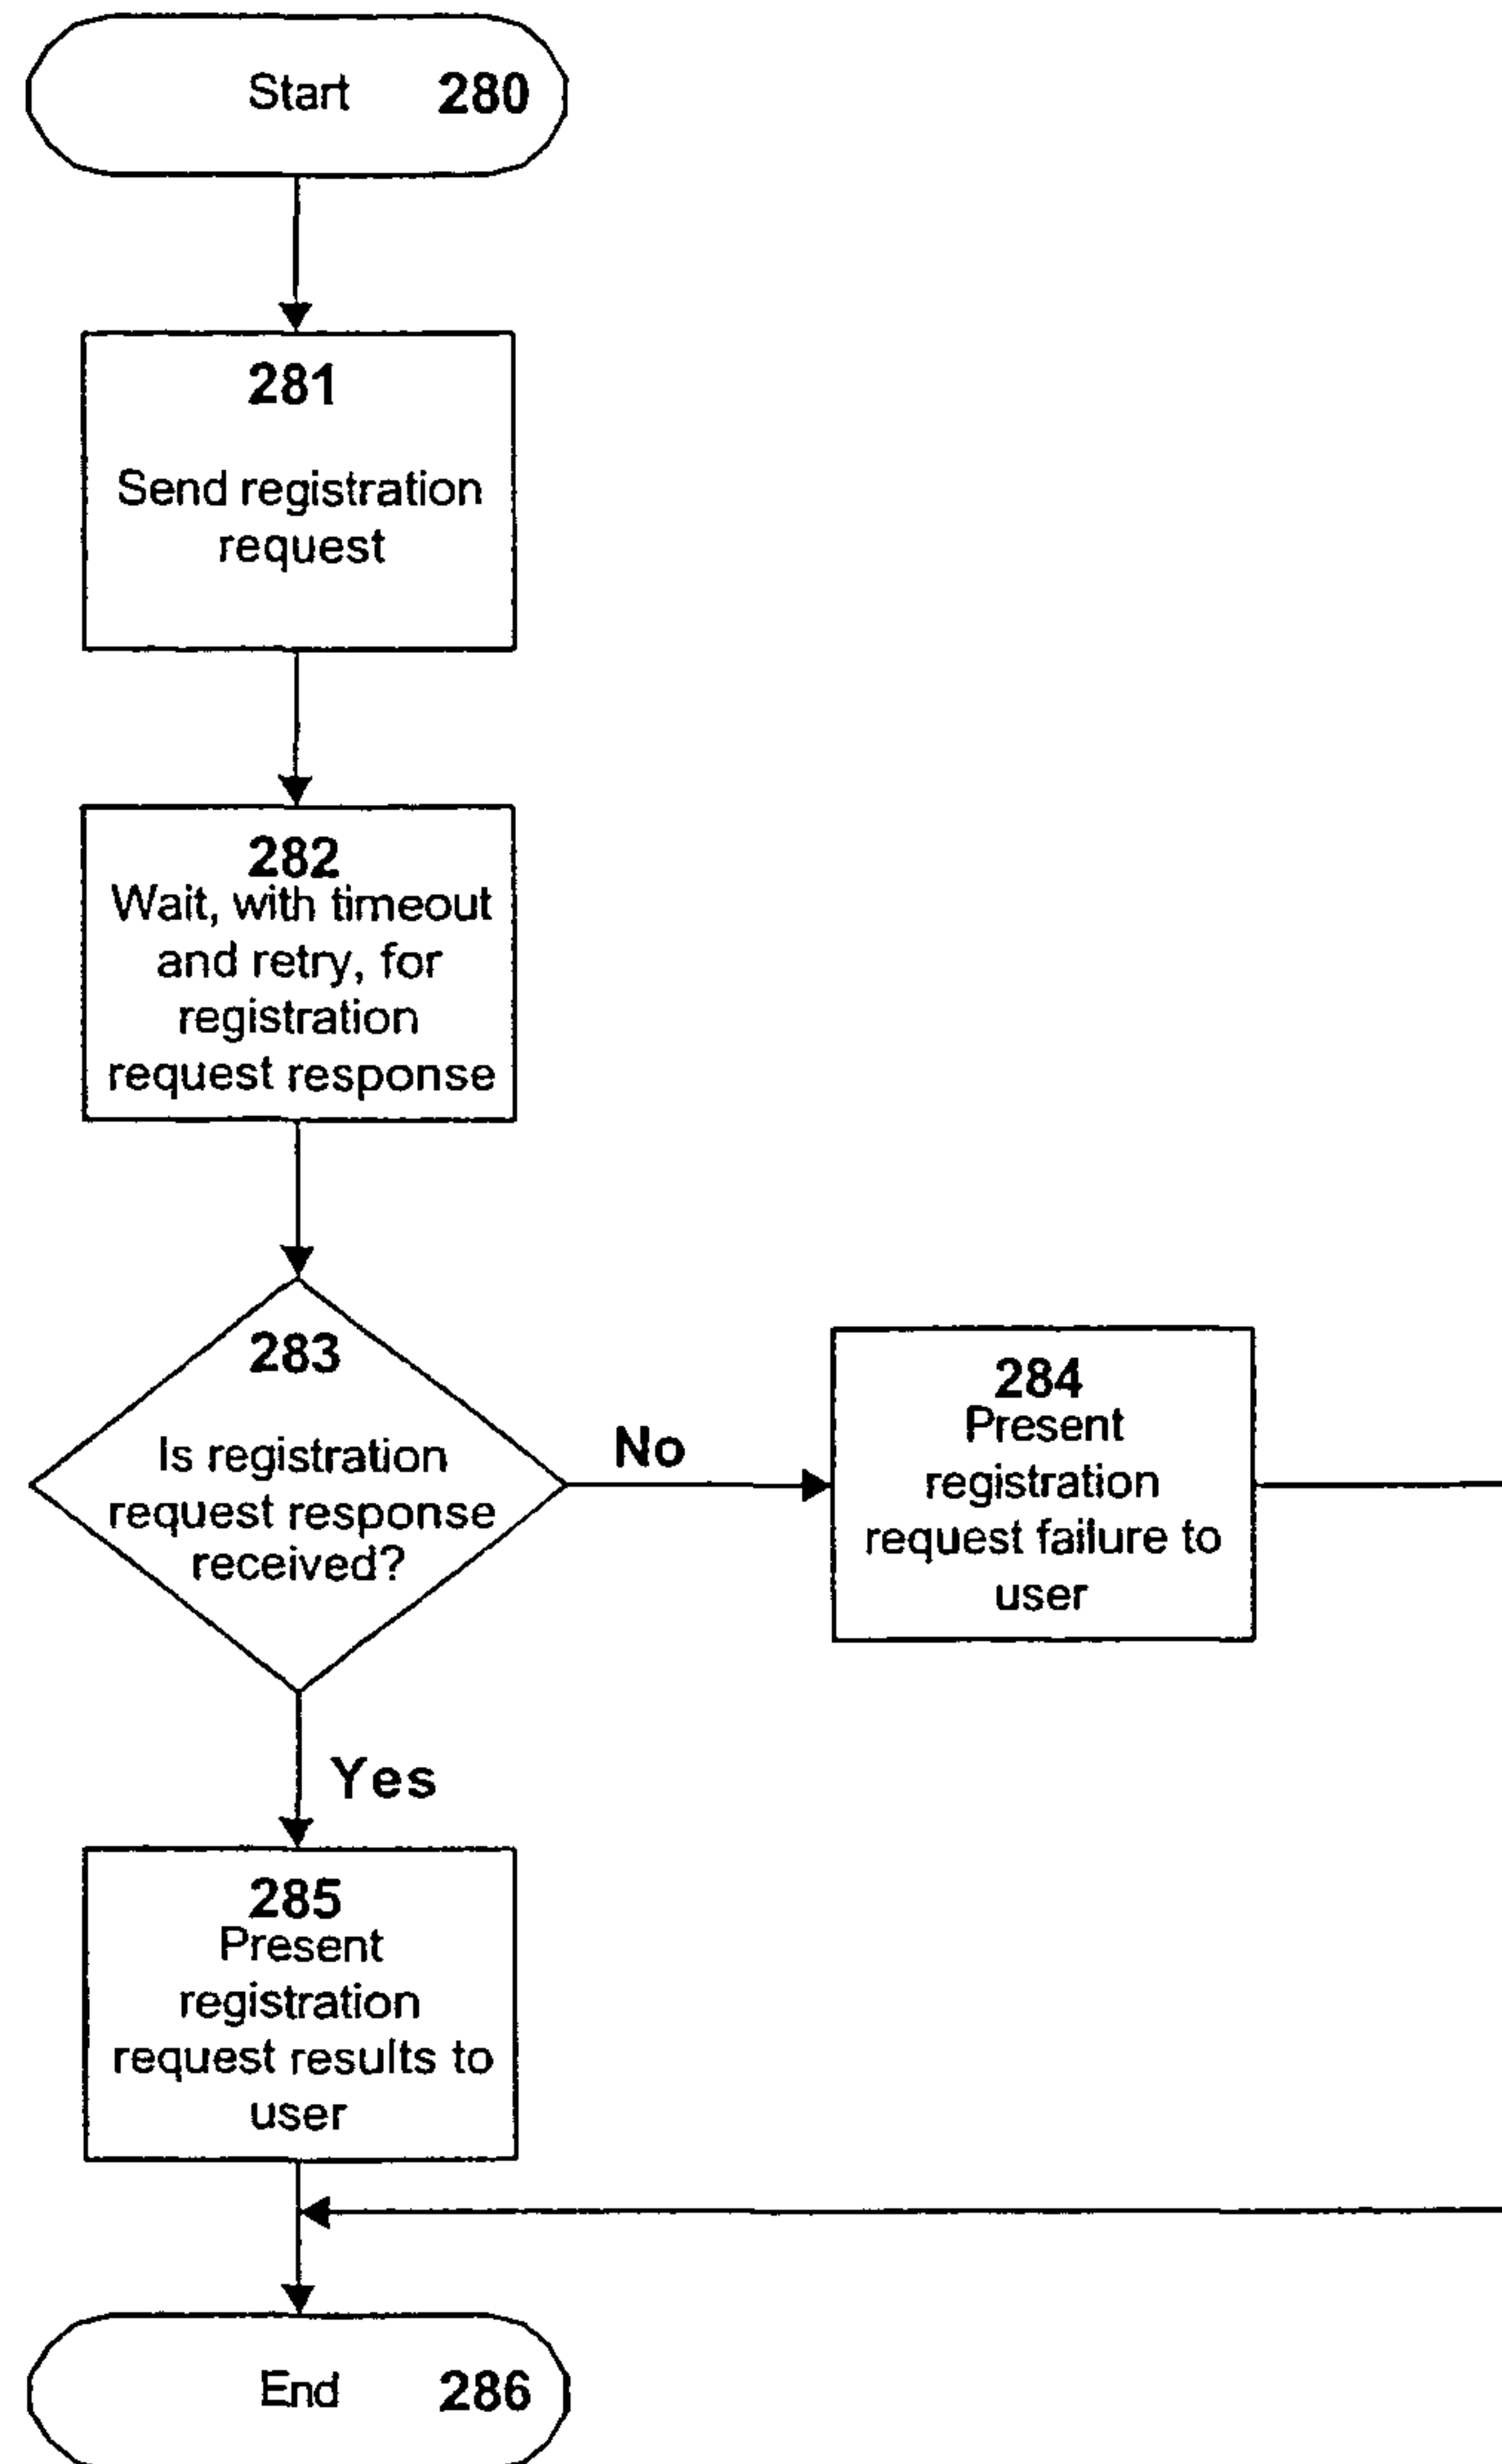 Start 280
281
Send registration
request
282
Wait, with timeout
and retry, for
registration
request response
283
Is registration
request response
received?
No
284
Present
registration
request failure to
user
Yes
285
Present
registration
request results to
user
End 286